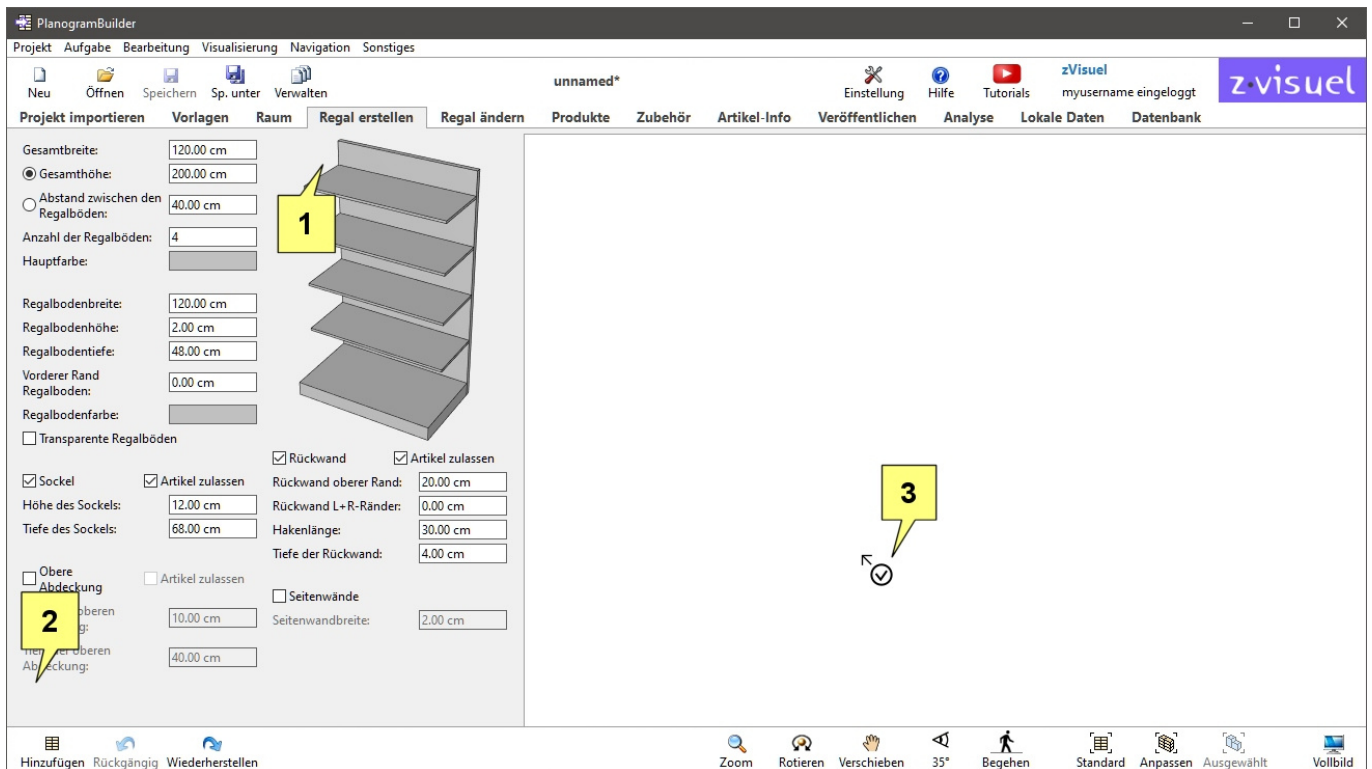 PlanogramBuilder
Projekt Aufgabe Bearbeitung Visualisierung Navigation Sonstiges
Neu Öffnen Speichern Sp. unter Verwalten
unnamed*
Einstellung Hilfe Tutorials
zVisuel
myusername eingeloggt
z·visuel
Projekt importieren Vorlagen Raum Regal erstellen Regal ändern Produkte Zubehör Artikel-Info Veröffentlichen Analyse Lokale Daten Datenbank
Gesamtbreite: 120.00 cm
Gesamthöhe: 200.00 cm
Abstand zwischen den
Regalböden: 40.00 cm
Anzahl der Regalböden: 4
Hauptfarbe:
1
Regalbodenbreite: 120.00 cm
Regalbodenhöhe: 2.00 cm
Regalbodentiefe: 48.00 cm
Vorderer Rand
Regalboden: 0.00 cm
Regalbodenfarbe:
Transparente Regalböden
Sockel Artikel zulassen
Höhe des Sockels: 12.00 cm
Tiefe des Sockels: 68.00 cm
Obere
Abdeckung Artikel zulassen
oberen
10.00 cm
2
oberen
Abdeckung: 40.00 cm
Rückwand Artikel zulassen
Rückwand oberer Rand: 20.00 cm
Rückwand L+R-Ränder: 0.00 cm
Hakenlänge: 30.00 cm
Tiefe der Rückwand: 4.00 cm
Seitenwände
Seitenwandbreite: 2.00 cm
3
Hinzufügen Rückgängig Wiederherstellen
Zoom Rotieren Verschieben 35° Begehen Standard Anpassen Ausgewählt Vollbild